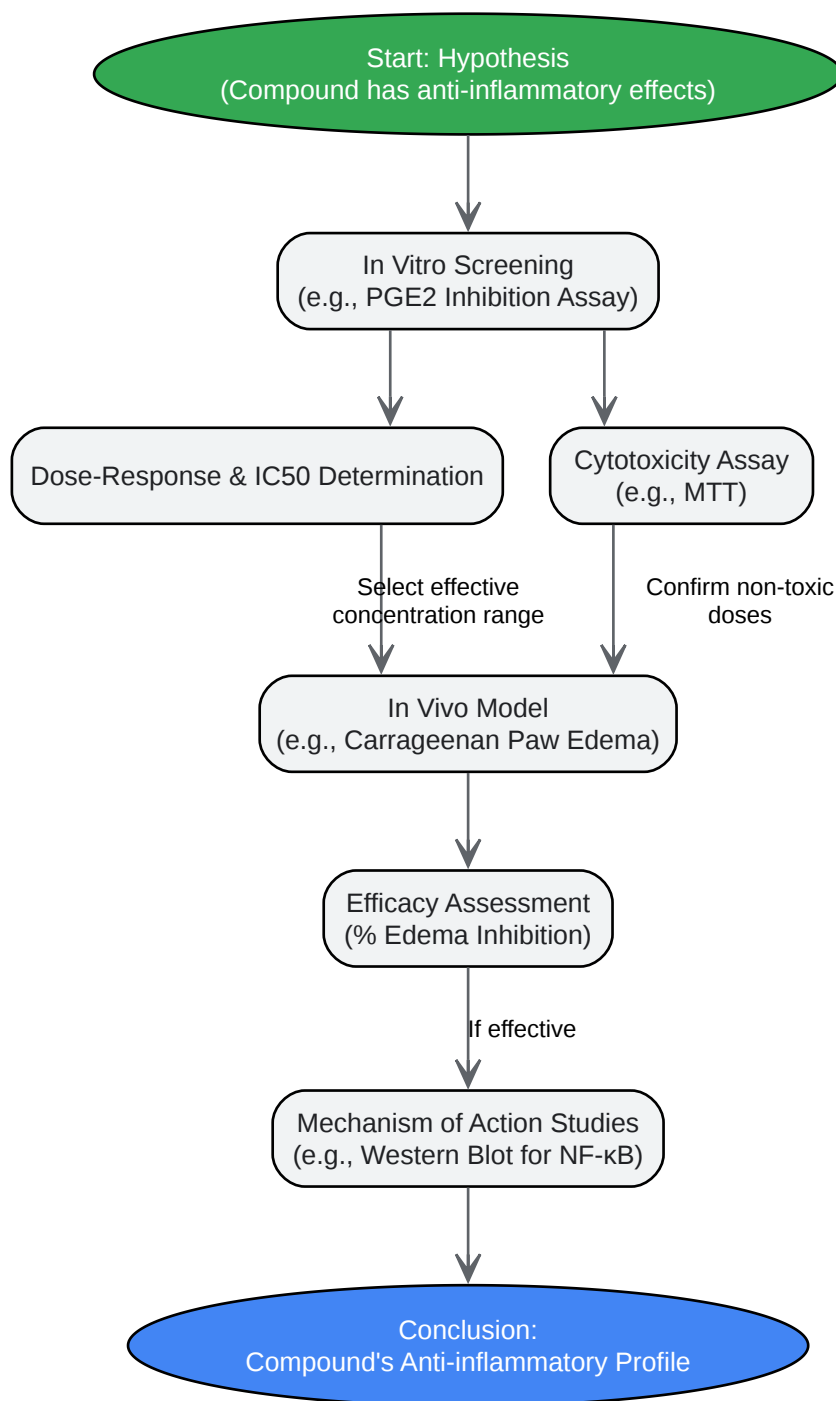 Start: Hypothesis
(Compound has anti-inflammatory effects)
In Vitro Screening
(e.g., PGE2 Inhibition Assay)
Dose-Response & IC50 Determination
Cytotoxicity Assay
(e.g., MTT)
Select effective
concentration range
Confirm non-toxic
doses
In Vivo Model
(e.g., Carrageenan Paw Edema)
Efficacy Assessment
(% Edema Inhibition)
If effective
Mechanism of Action Studies
(e.g., Western Blot for NF-κB)
Conclusion:
Compound's Anti-inflammatory Profile